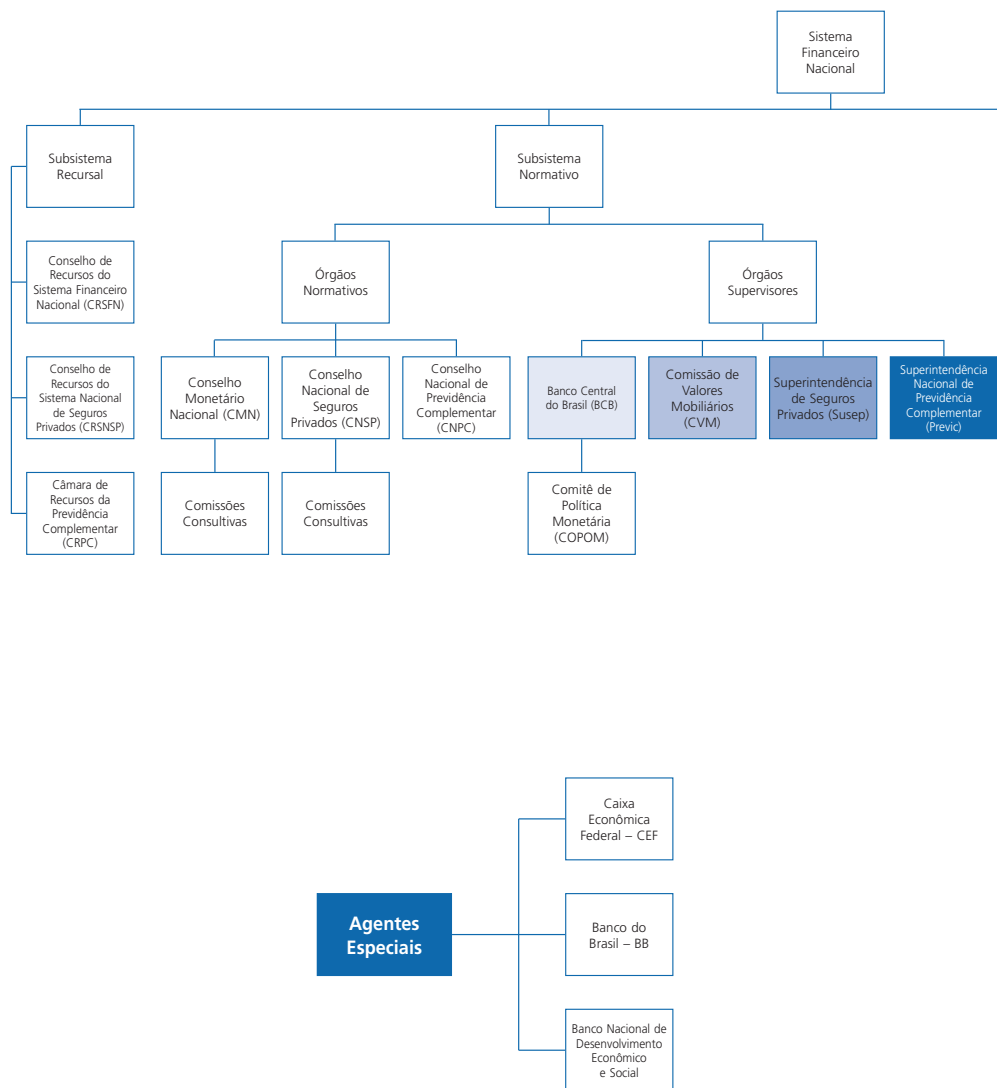 Sistema
Financeiro
Nacional
Subsistema
Recursal
Subsistema
Normativo
Conselho de
Recursos do
Sistema Financeiro
Nacional (CRSFN)
Órgãos
Normativos
Órgãos
Supervisores
Conselho de
Recursos do
Sistema Nacional
de Seguros
Privados (CRSNSP)
Conselho
Monetário
Nacional (CMN)
Conselho
Nacional de
Seguros
Privados (CNSP)
Conselho
Nacional de
Previdência
Complementar
(CNPC)
Banco Central
do Brasil (BCB)
Comissão de
Valores
Mobiliários
(CVM)
Superintendência
de Seguros
Privados (Susep)
Superintendência
Nacional de
Previdência
Complementar
(Previc)
Câmara de
Recursos da
Previdência
Complementar
(CRPC)
Comissões
Consultivas
Comissões
Consultivas
Comitê de
Política
Monetária
(COPOM)
Caixa
Econômica
Federal – CEF
Agentes
Especiais
Banco do
Brasil – BB
Banco Nacional de
Desenvolvimento
Econômico
e Social